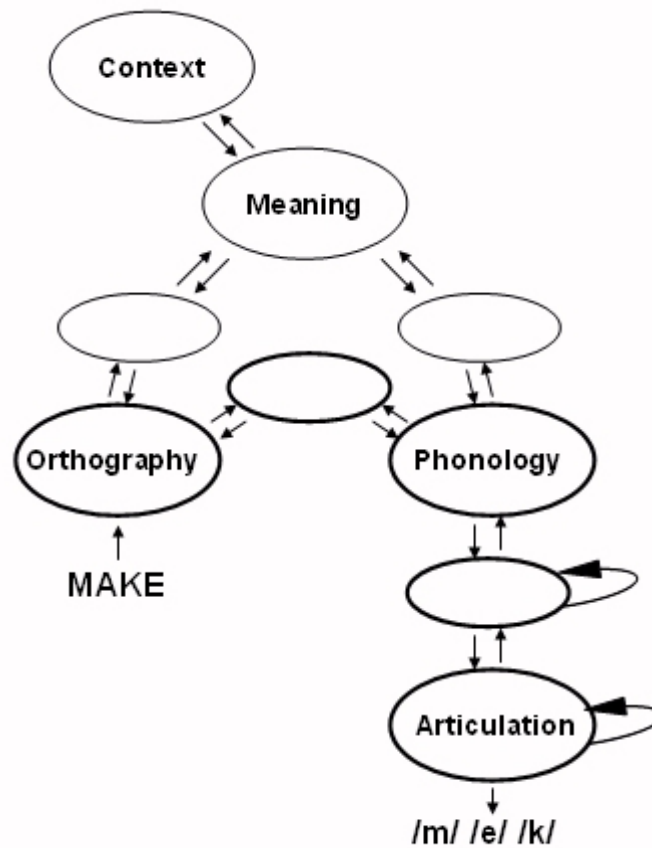 Context
Meaning
Orthography
Phonology
MAKE
Articulation
/m/ /e/ /k/